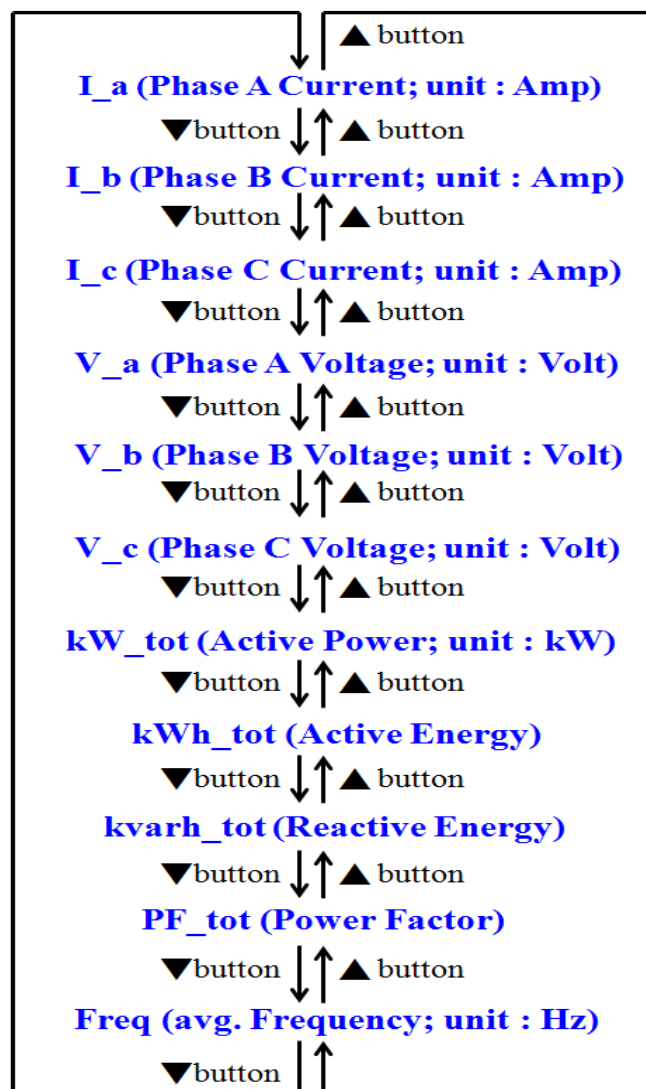 ▲ button
I_a (Phase A Current; unit : Amp)
▼button ▲ button
I_b (Phase B Current; unit : Amp)
▼button ▲ button
I_c (Phase C Current; unit : Amp)
▼button ▲ button
V_a (Phase A Voltage; unit : Volt)
▼button ▲ button
V_b (Phase B Voltage; unit : Volt)
▼button ▲ button
V_c (Phase C Voltage; unit : Volt)
▼button ▲ button
kW_tot (Active Power; unit : kW)
▼button ▲ button
kWh_tot (Active Energy)
▼button ▲ button
kvarh_tot (Reactive Energy)
▼button ▲ button
PF_tot (Power Factor)
▼button ▲ button
Freq (avg. Frequency; unit : Hz)
▼button